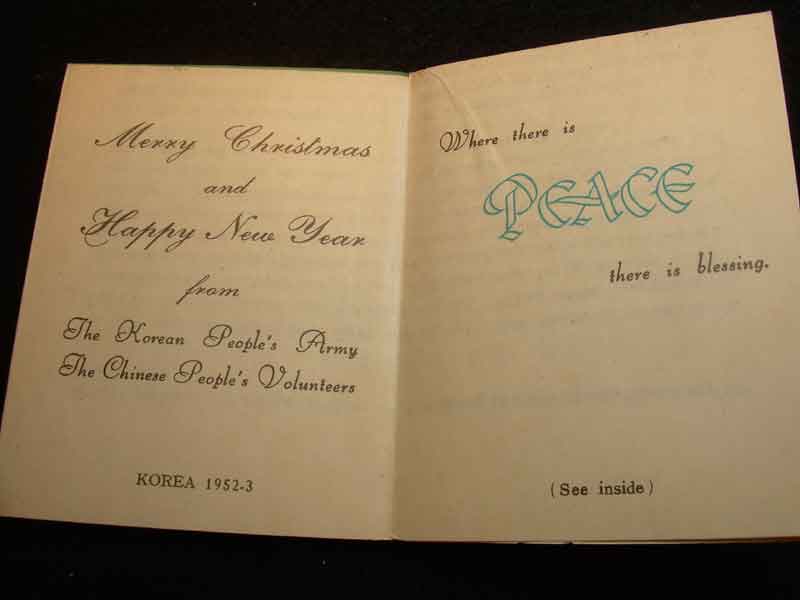 Merry Christmas
and
Happy New Year
from
The Korean People's Army
The Chinese People's Volunteers
KOREA 1952-3
Where there is
PEACE
there is blessing.
(See inside)